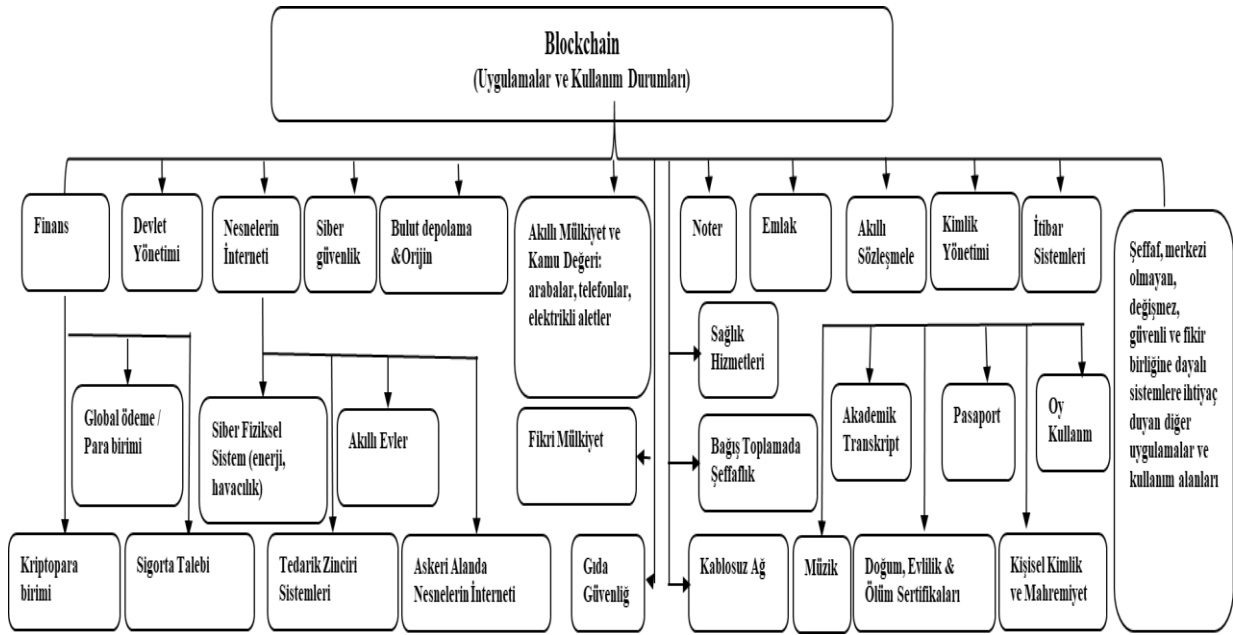 Blockchain
(Uygulamalar ve Kullanım Durumları)
Finans
Devlet
Yönetimi
Nesnelerin
İnterneti
Siber
güvenlik
Bulut depolama
&Orijin
Akıllı Mülkiyet ve
Kamu Değeri:
arabalar, telefonlar,
elektrikli aletler
Noter
Emlak
Akıllı
Sözleşmele
Kimlik
Yönetimi
İtibar
Sistemleri
Şeffaf, merkezi
olmayan,
değişmez,
güvenli ve fikir
birliğine dayalı
sistemlere ihtiyaç
duyan diğer
uygulamalar ve
kullanım alanları
Sağlık
Hizmetleri
Global ödeme /
Para birimi
Siber Fiziksel
Sistem (enerji,
havacılık)
Akıllı Evler
Fikri Mülkiyet
Bağış Toplamada
Şeffaflık
Akademik
Transkript
Pasaport
Oy
Kullanm
Kriptopara
birimi
Sigorta Talebi
Tedarik Zinciri
Sistemleri
Askeri Alanda
Nesnelerin İnterneti
Gıda
Güvenliğ
Kablosuz Ağ
Müzik
Doğum, Evlilik &
Ölüm Sertifikaları
Kişisel Kimlik
ve Mahremiyet